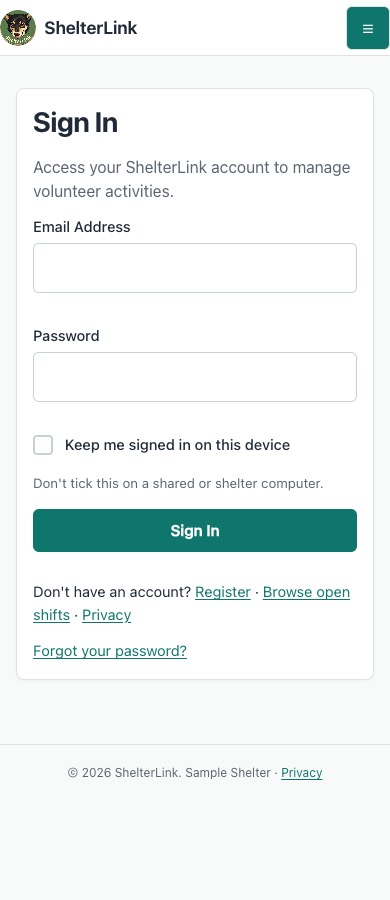 ShelterLink
≡
Sign In
Access your ShelterLink account to manage
volunteer activities.
Email Address
Password
Keep me signed in on this device
Don't tick this on a shared or shelter computer.
Sign In
Don't have an account? Register · Browse open
shifts · Privacy
Forgot your password?
© 2026 ShelterLink. Sample Shelter · Privacy